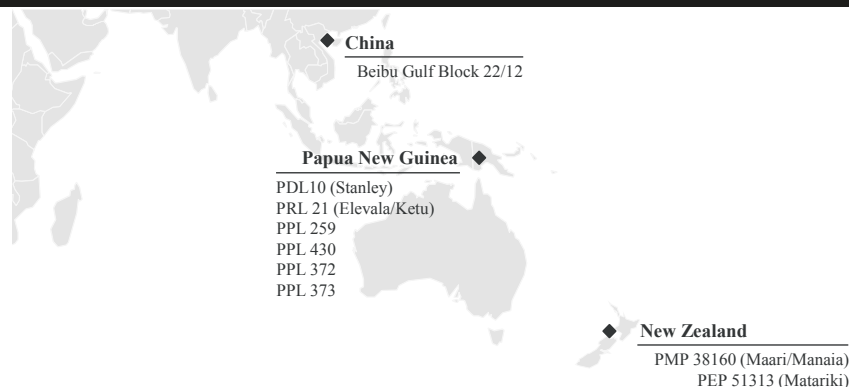 China
Beibu Gulf Block 22/12
Papua New Guinea
PDL10 (Stanley)
PRL 21 (Elevala/Ketu)
PPL 259
PPL 430
PPL 372
PPL 373
New Zealand
PMP 38160 (Maari/Manaia)
PEP 51313 (Matariki)